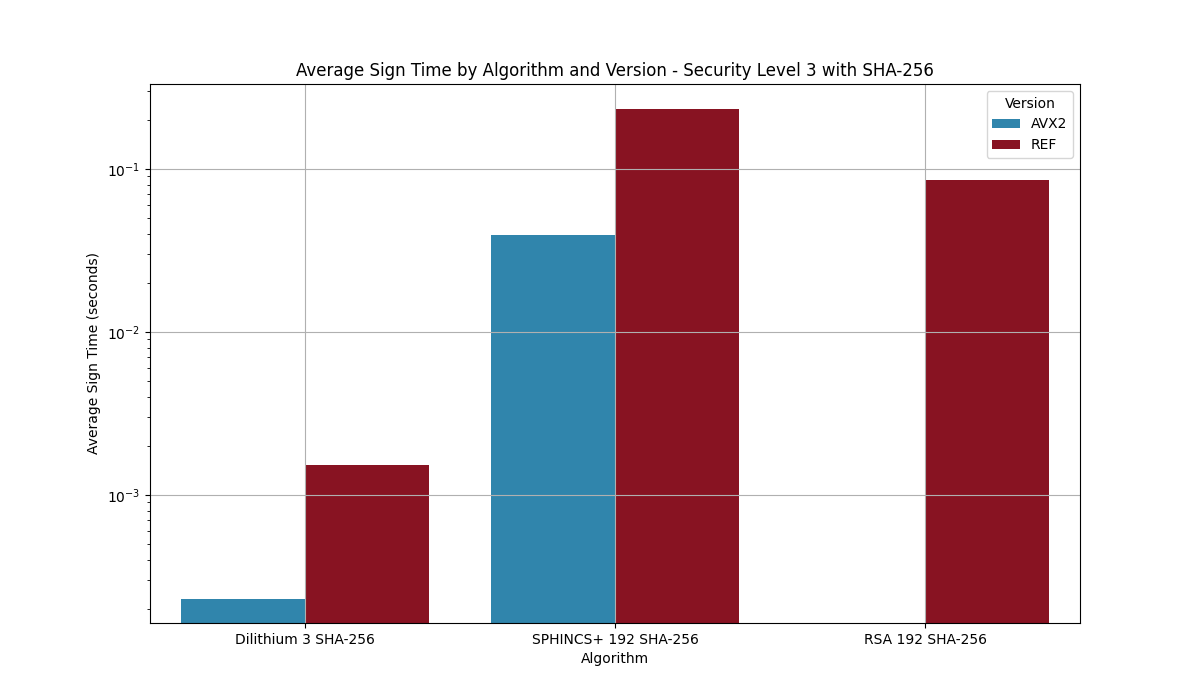 Average Sign Time by Algorithm and Version - Security Level 3 with SHA-256
Version
AVX2
REF
10⁻¹
10⁻²
10⁻³
Average Sign Time (seconds)
Dilithium 3 SHA-256
SPHINCS+ 192 SHA-256
RSA 192 SHA-256
Algorithm